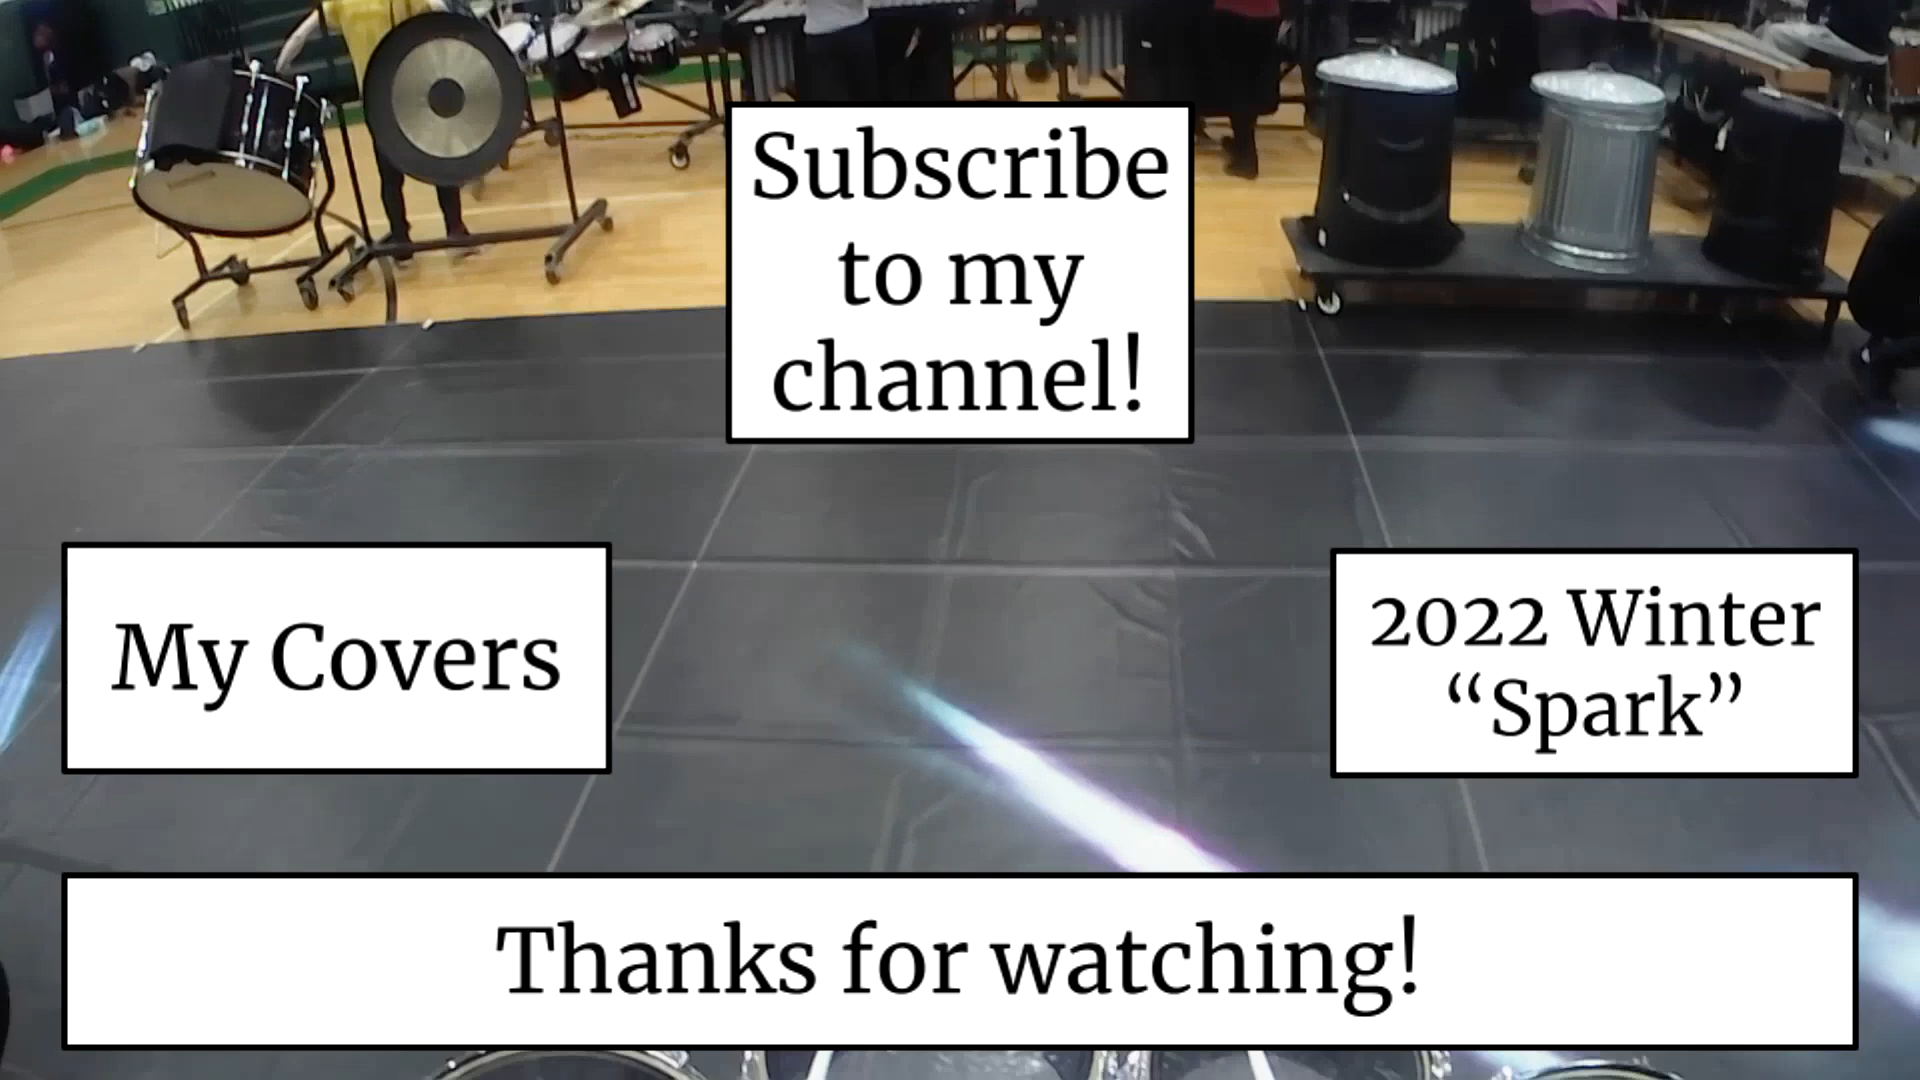 Subscribe
to my
channel!
My Covers
2022 Winter
“Spark”
Thanks for watching!